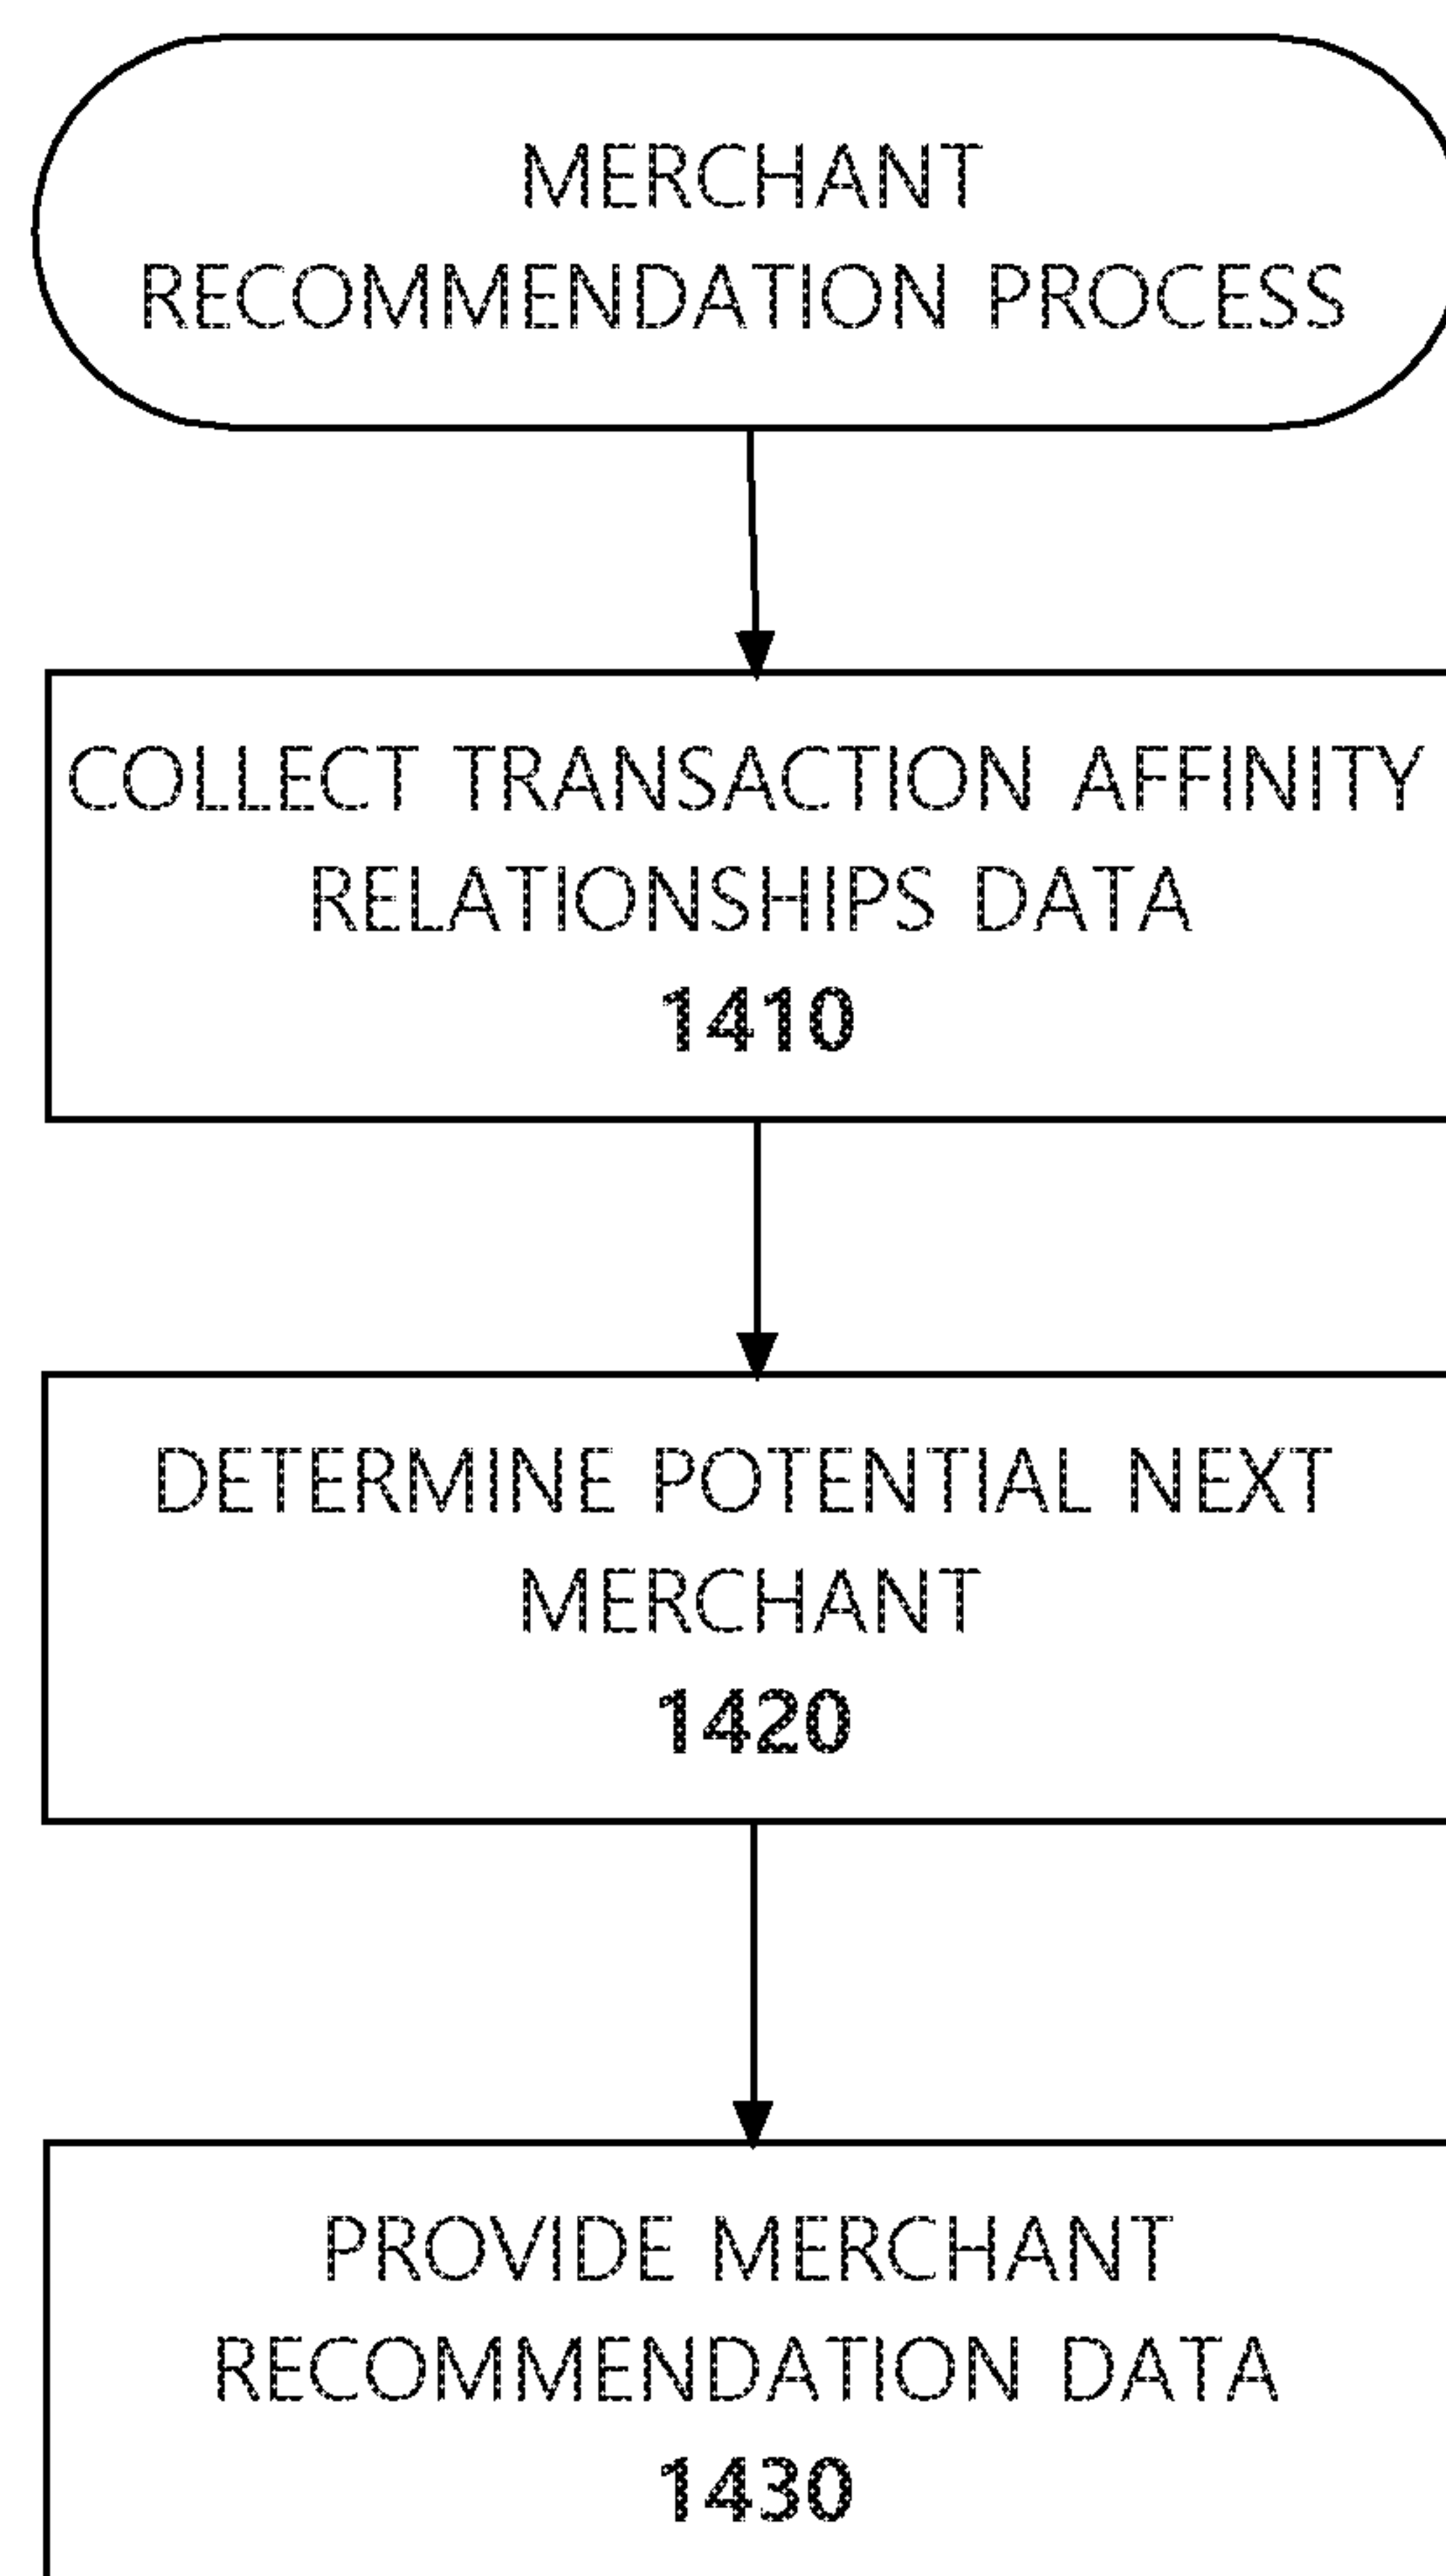 MERCHANT
RECOMMENDATION PROCESS
COLLECT TRANSACTION AFFINITY
RELATIONSHIPS DATA
1410
DETERMINE POTENTIAL NEXT
MERCHANT
1420
PROVIDE MERCHANT
RECOMMENDATION DATA
1430